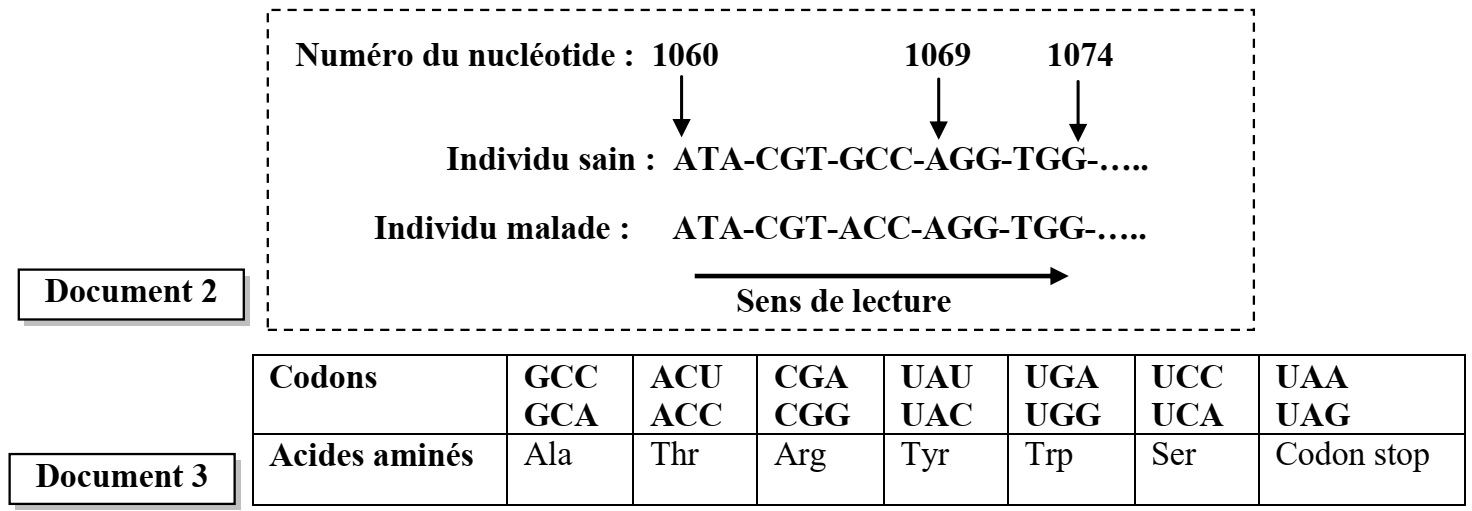 Numéro du nucléotide : 1060 1069 1074
Individu sain : ATA-CGT-GCC-AGG-TGG-…..
Individu malade : ATA-CGT-ACC-AGG-TGG-…..
Sens de lecture
Document 2
Codons GCC ACU CGA UAU UGA UCC UAA
GCA ACC CGG UAC UGG UCA UAG
Acides aminés Ala Thr Arg Tyr Trp Ser Codon stop
Document 3